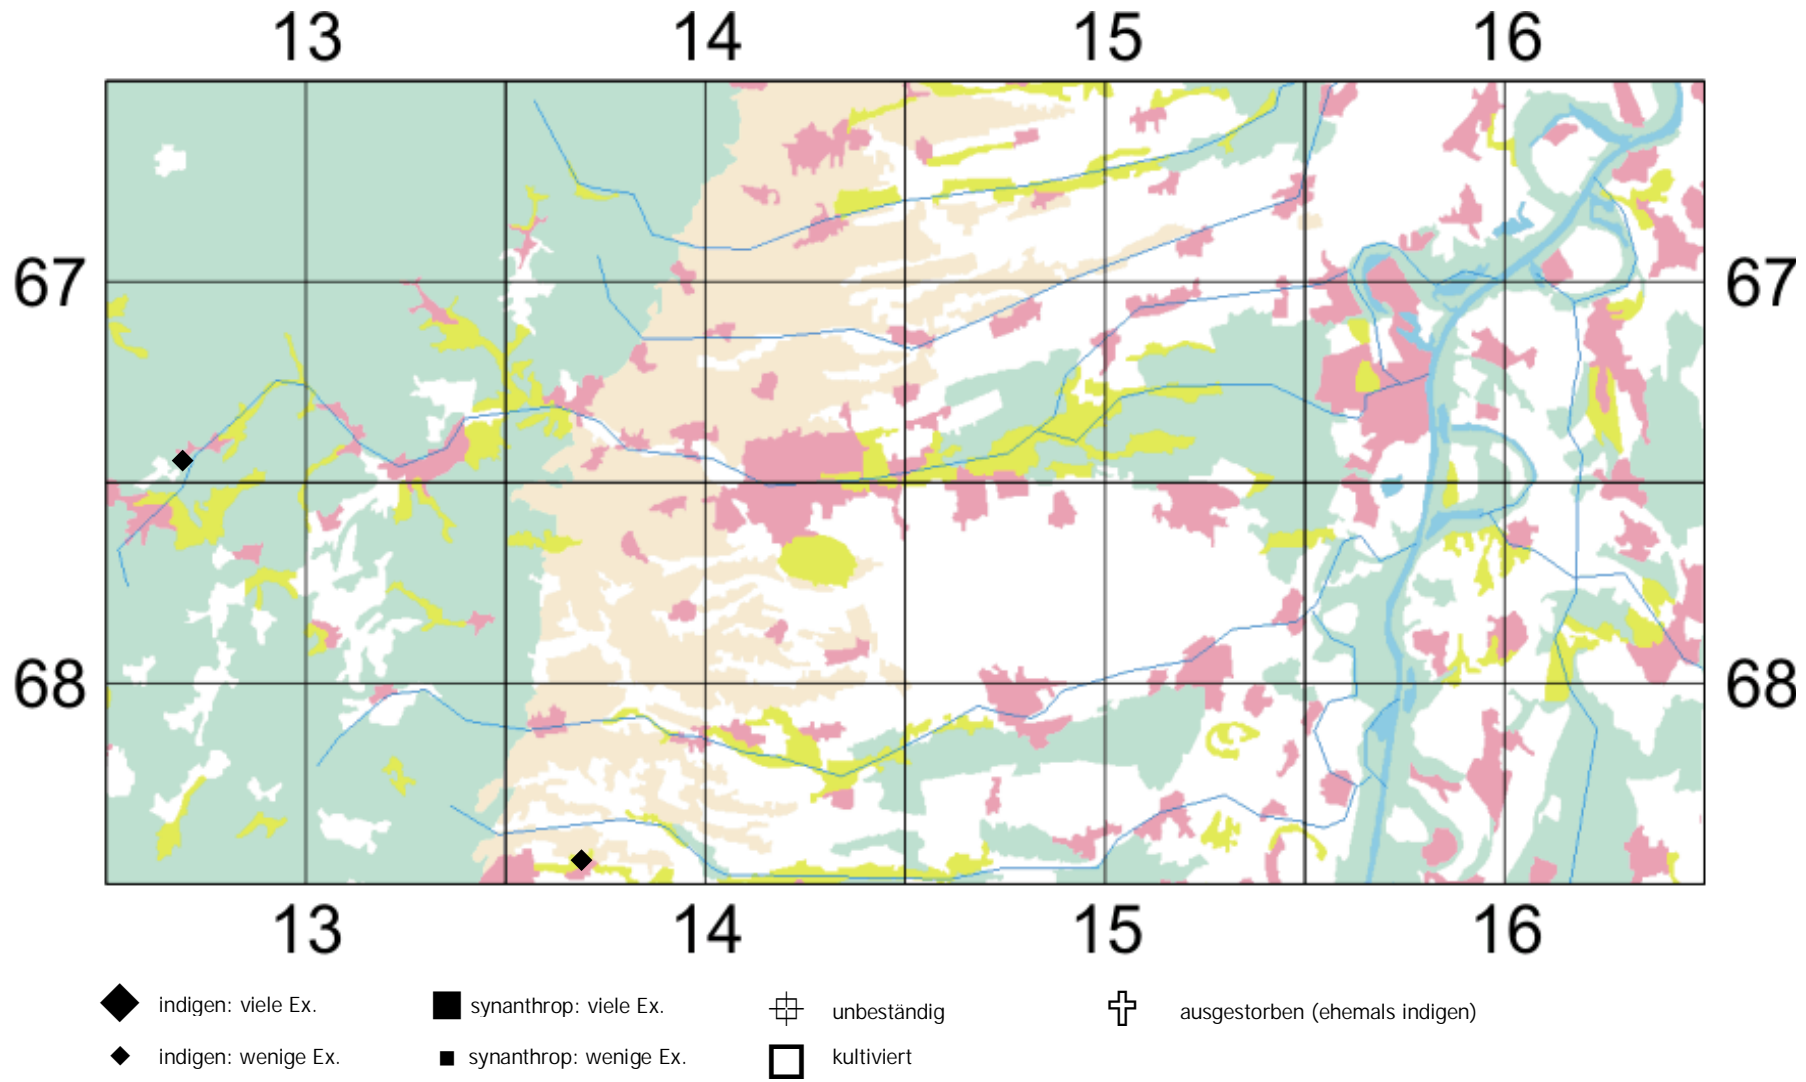 13 14 15 16
67 67
68 68
13 14 15 16
indigen: viele Ex. synanthrop: viele Ex. unbeständig ausgestorben (ehemals indigen)
indigen: wenige Ex. synanthrop: wenige Ex. kultiviert